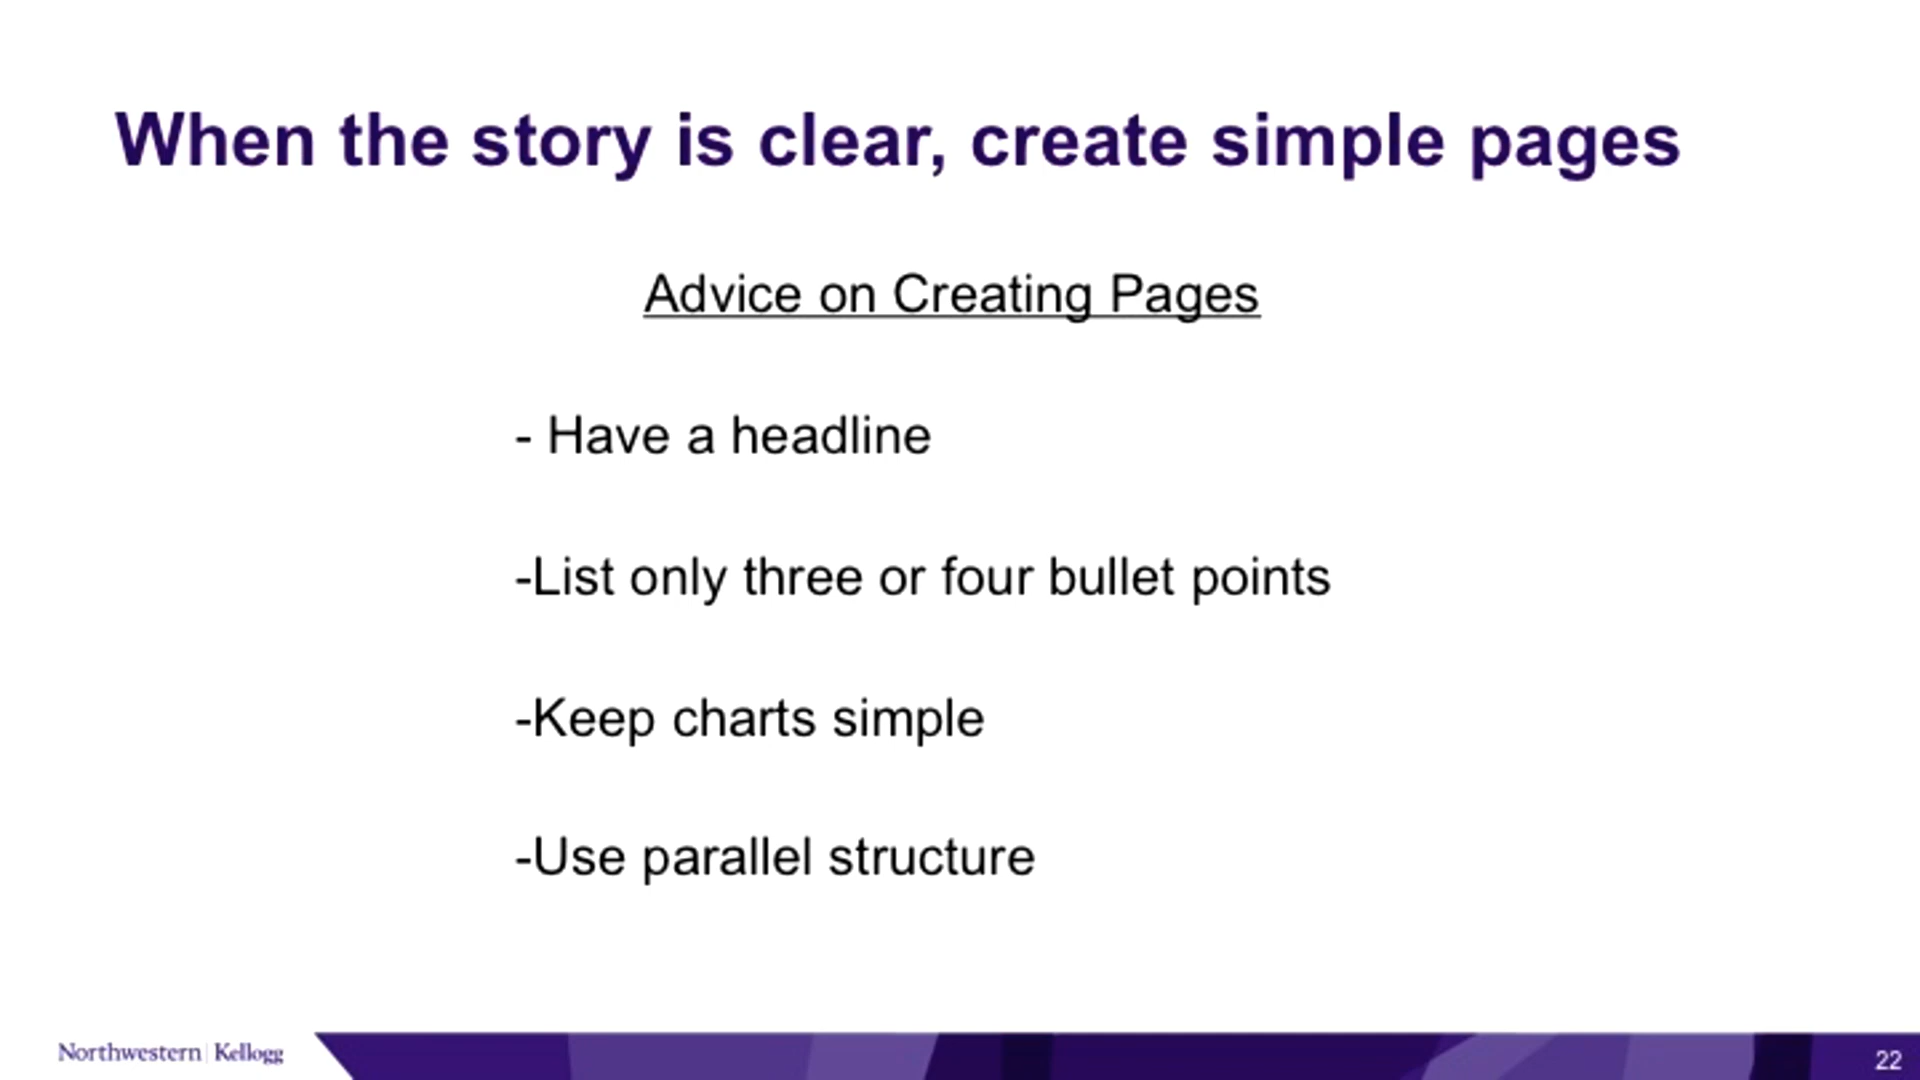 When the story is clear, create simple pages
Advice on Creating Pages
- Have a headline
-List only three or four bullet points
-Keep charts simple
-Use parallel structure
Northwestern | Kellogg
22